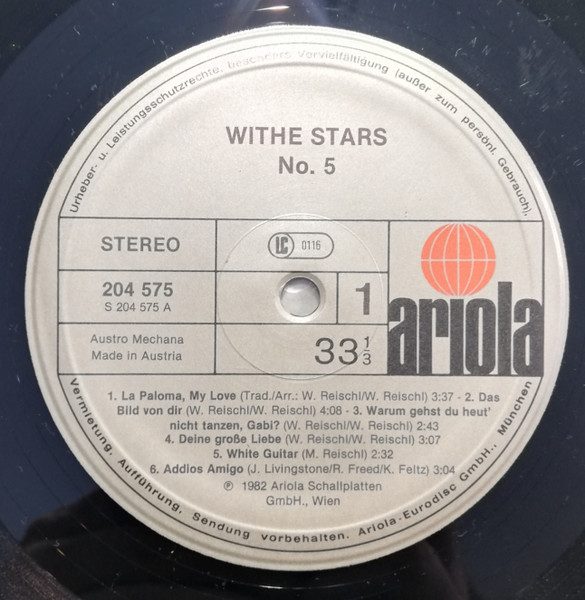 Urheber- u. Leistungsschutzrechte, besonders Vervielfältigung (außer zum persönl. Gebrauch),
WITHE STARS
No. 5
STEREO
LC 0116
204 575
S 204 575 A
1
ariola
Austro Mechana
Made in Austria
33 1/3
1. La Paloma, My Love (Trad./Arr.: W. Reischl/W. Reischl) 3:37 - 2. Das
Bild von dir (W. Reischl/W. Reischl) 4:08 - 3. Warum gehst du heut'
nicht tanzen, Gabi? (W. Reischl/W. Reischl) 2:43
4. Deine große Liebe (W. Reischl/W. Reischl) 3:07
5. White Guitar (M. Reischl) 2:32
6. Addios Amigo (J. Livingstone/R. Freed/K. Feltz) 3:04
℗ 1982 Ariola Schallplatten
GmbH., Wien
Vermietung, Aufführung, Sendung vorbehalten. Ariola-Eurodisc GmbH., München